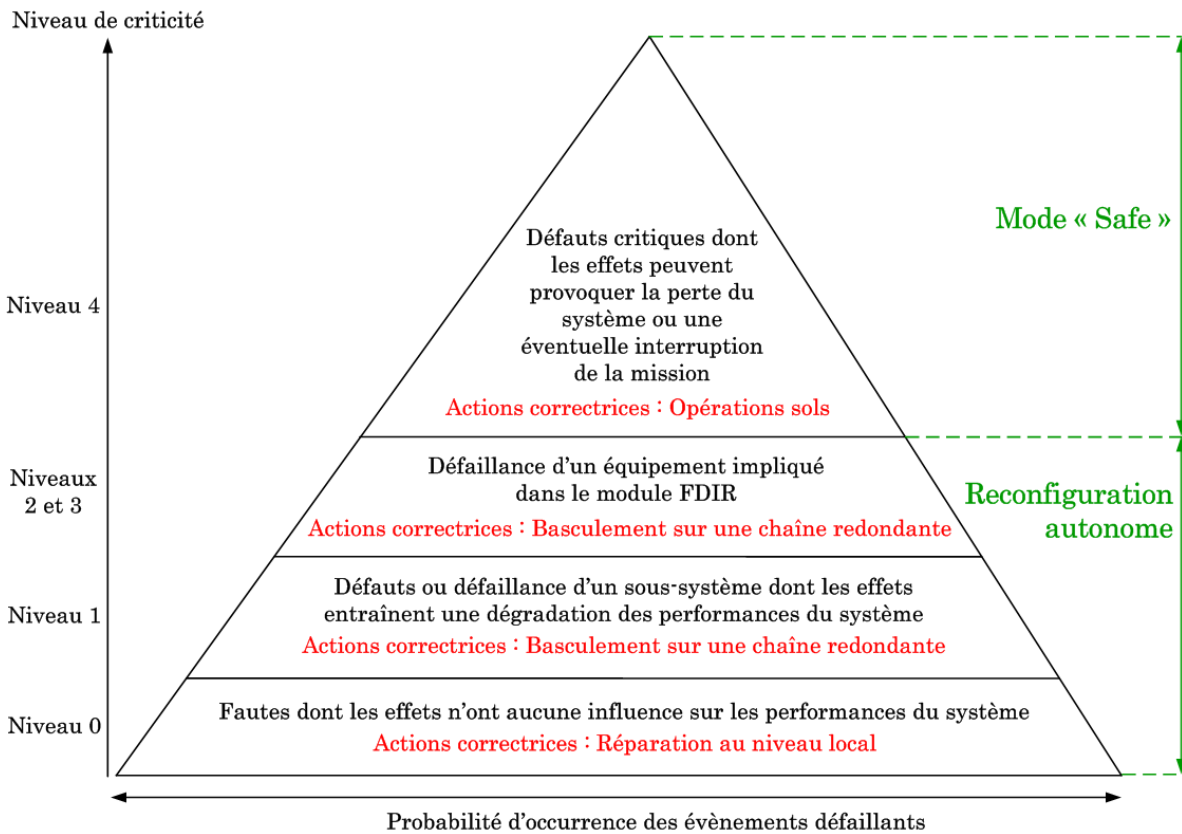 Niveau de criticité
Mode « Safe »
Défauts critiques dont
les effets peuvent
provoquer la perte du
système ou une
éventuelle interruption
de la mission
Actions correctrices : Opérations sols
Niveau 4
Niveaux
2 et 3
Défaillance d'un équipement impliqué
dans le module FDIR
Actions correctrices : Basculement sur une chaîne redondante
Reconfiguration
autonome
Niveau 1
Défauts ou défaillance d'un sous-système dont les effets
entraînent une dégradation des performances du système
Actions correctrices : Basculement sur une chaîne redondante
Niveau 0
Fautes dont les effets n'ont aucune influence sur les performances du système
Actions correctrices : Réparation au niveau local
Probabilité d'occurrence des évènements défaillants